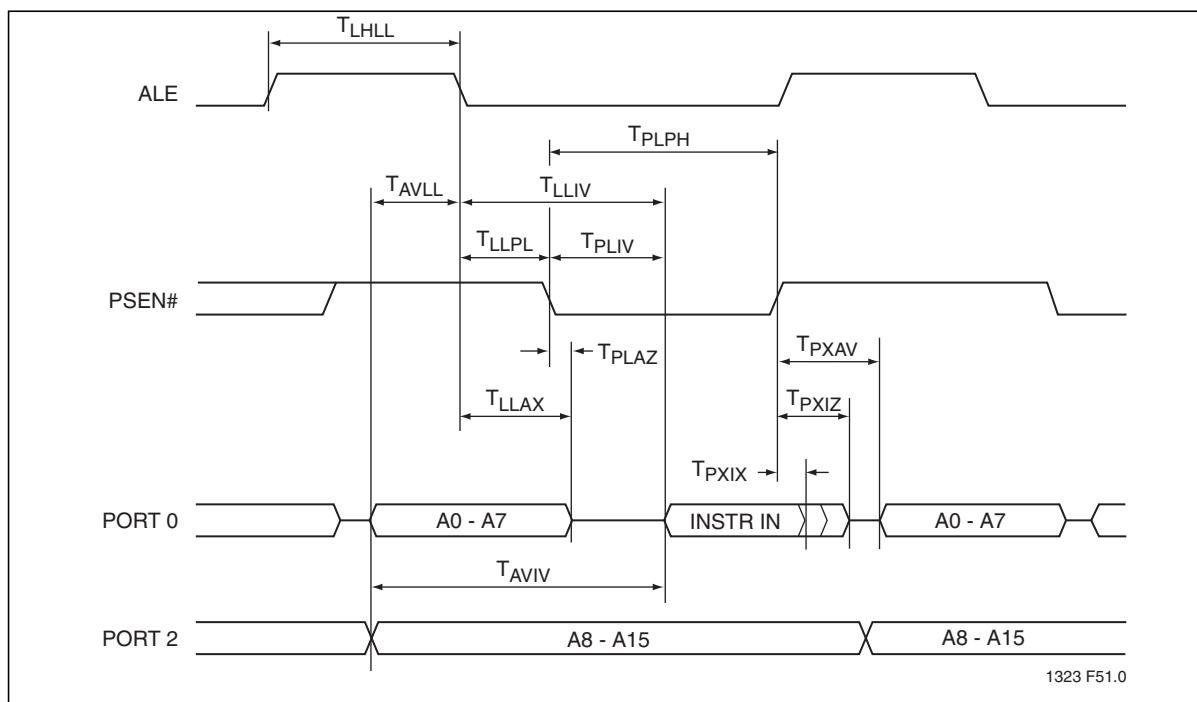 TLHLL
ALE
TPLPH
TAVLL
TLLIV
TLLPL
TPLIV
PSEN#
TPLAZ
TPXAV
TLLAX
TPXIZ
TPXIX
PORT 0
A0 - A7
INSTR IN
A0 - A7
TAVIV
PORT 2
A8 - A15
A8 - A15
1323 F51.0